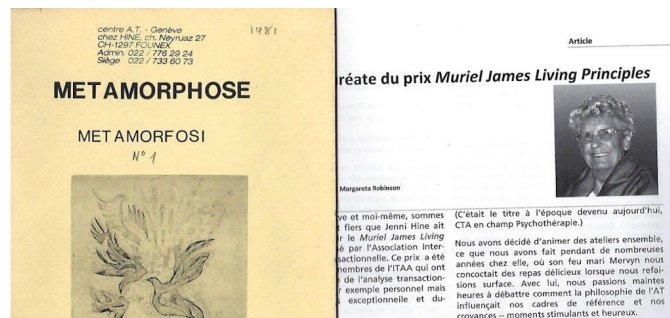 centre A.T. - Genève
chez HINE, ch. Neyruaz 27
CH-1297 FOUNEX
Admin. 022 / 776 29 24
Siège 022 / 733 60 73
1981
METAMORPHOSE
METAMORFOSI
N° 1
Article
réate du prix Muriel James Living Principles
Margareta Robinson
ve et moi-même, sommes
t fiers que Jenni Hine ait
ir le Muriel James Living
é par l'Association Inter-
sactionnelle. Ce prix a été
membres de l'ITAA qui ont
e de l'analyse transaction-
r exemple personnel mais
s exceptionnelle et du-
(C'était le titre à l'époque devenu aujourd'hui,
CTA en champ Psychothérapie.)
Nous avons décidé d'animer des ateliers ensemble,
ce que nous avons fait pendant de nombreuses
années chez elle, où son feu mari Mervyn nous
concoctait des repas délicieux lorsque nous refai-
sions surface. Avec lui, nous passions maintes
heures à débattre comment la philosophie de l'AT
influençait nos cadres de référence et nos
croyances -- moments stimulants et heureux.